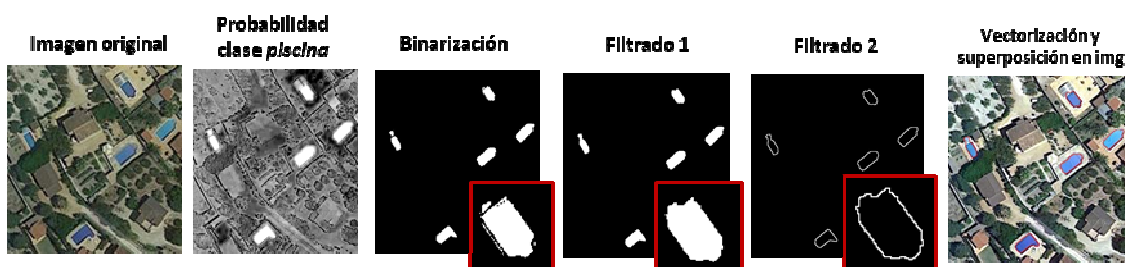 Imagen original
Probabilidad
clase piscina
Binarización
Filtrado 1
Filtrado 2
Vectorización y
superposición en img